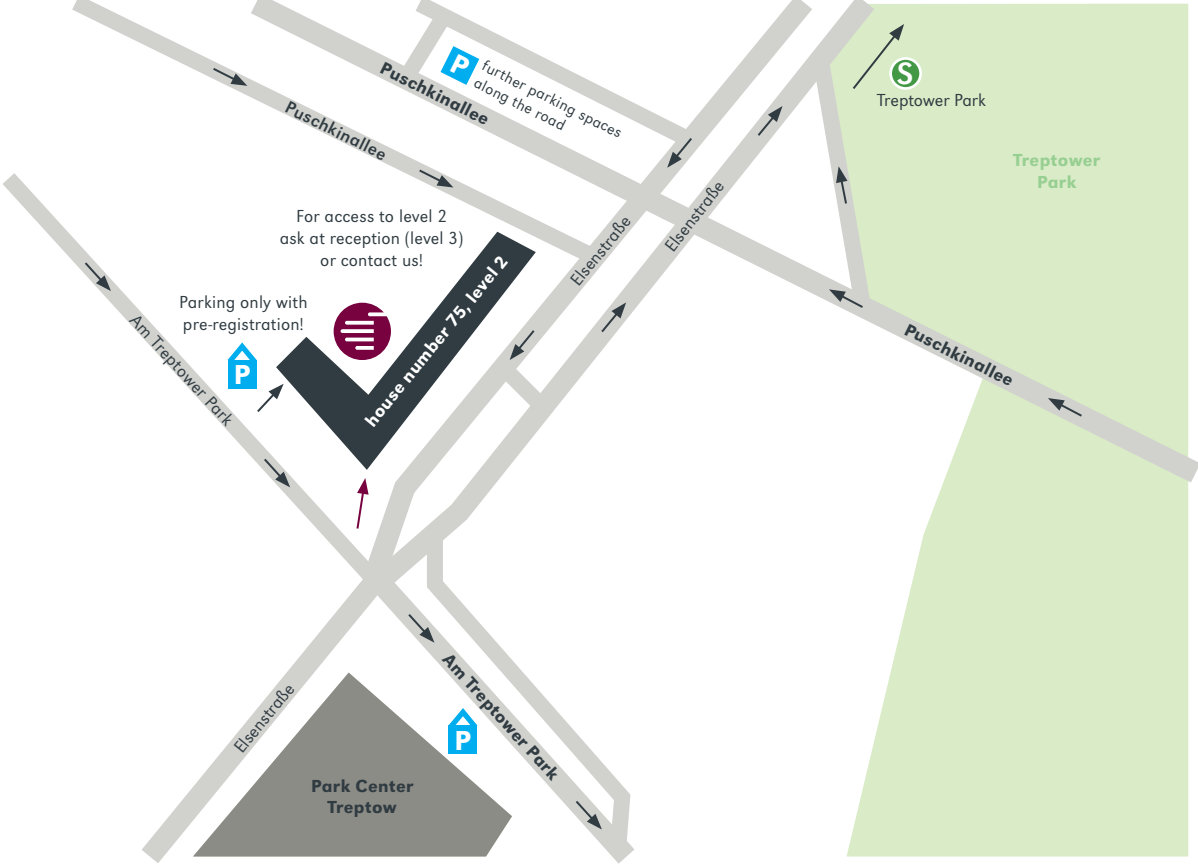 P
further parking spaces
along the road
Puschkinallee
Puschkinallee
S
Treptower Park
Treptower
Park
For access to level 2
ask at reception (level 3)
or contact us!
Elsenstraße
Elsenstraße
Parking only with
pre-registration!
P
house number 75, level 2
Am Treptower Park
Puschkinallee
Elsenstraße
Am Treptower Park
P
Park Center
Treptow